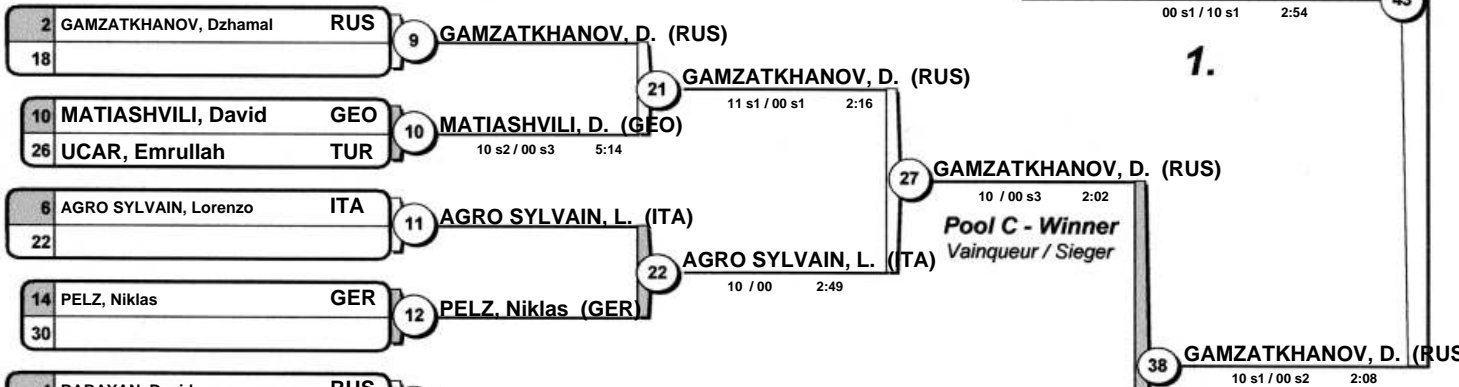 2 GAMZATKHANOV, Dzhamal RUS
18
9
GAMZATKHANOV, D. (RUS)
10 MATIASHVILI, David GEO
26 UCAR, Emrullah TUR
10
MATIASHVILI, D. (GEO)
10 s2 / 00 s3 5:14
21
GAMZATKHANOV, D. (RUS)
11 s1 / 00 s1 2:16
6 AGRO SYLVAIN, Lorenzo ITA
22
11
AGRO SYLVAIN, L. (ITA)
14 PELZ, Niklas GER
30
12
PELZ, Niklas (GER)
22
AGRO SYLVAIN, L. (ITA)
10 / 00 2:49
27
GAMZATKHANOV, D. (RUS)
10 / 00 s3 2:02
Pool C - Winner
Vainqueur / Sieger
00 s1 / 10 s1 2:54
43
1.
38
GAMZATKHANOV, D. (RUS
10 s1 / 00 s2 2:08
RUS